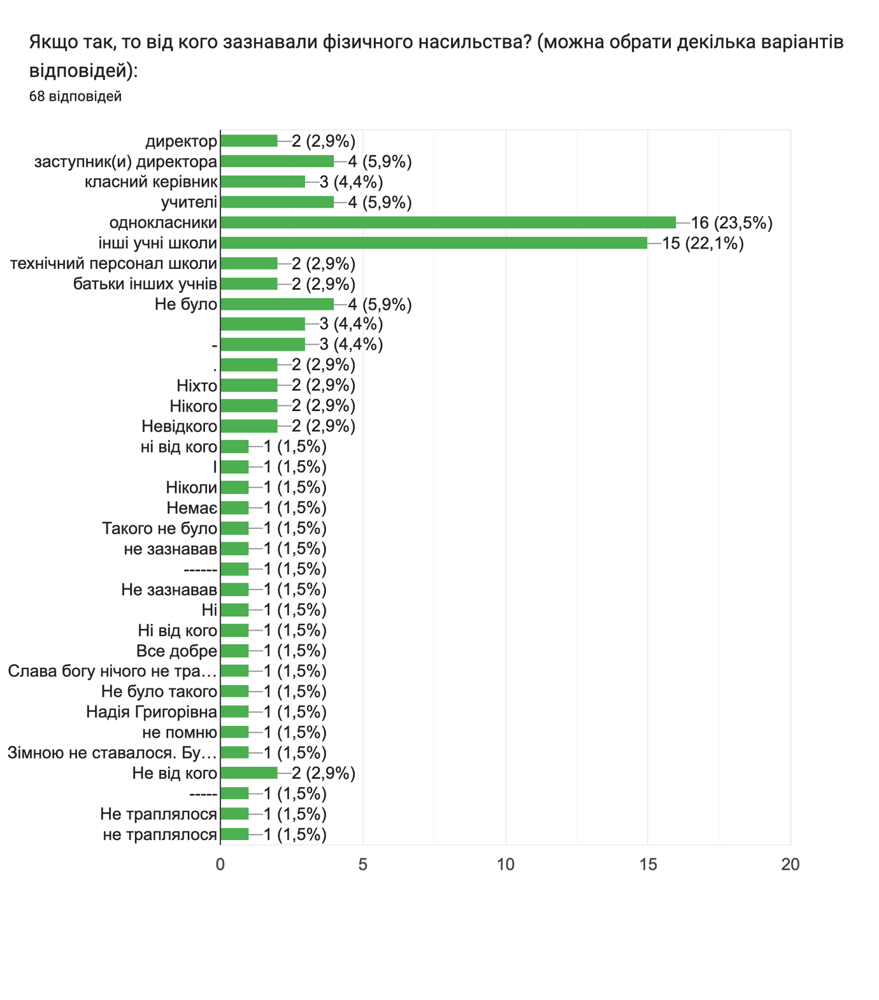 Якщо так, то від кого зазнавали фізичного насильства? (можна обрати декілька варіантів
відповідей):
68 відповідей
директор 2 (2,9%)
заступник(и) директора 4 (5,9%)
класний керівник 3 (4,4%)
учителі 4 (5,9%)
однокласники 16 (23,5%)
інші учні школи 15 (22,1%)
технічний персонал школи 2 (2,9%)
батьки інших учнів 2 (2,9%)
Не було 4 (5,9%)
3 (4,4%)
- 3 (4,4%)
. 2 (2,9%)
Ніхто 2 (2,9%)
Нікого 2 (2,9%)
Невідкого 2 (2,9%)
ні від кого 1 (1,5%)
І 1 (1,5%)
Ніколи 1 (1,5%)
Немає 1 (1,5%)
Такого не було 1 (1,5%)
не зазнавав 1 (1,5%)
------ 1 (1,5%)
Не зазнавав 1 (1,5%)
Ні 1 (1,5%)
Ні від кого 1 (1,5%)
Все добре 1 (1,5%)
Слава богу нічого не тра… 1 (1,5%)
Не було такого 1 (1,5%)
Надія Григорівна 1 (1,5%)
не помню 1 (1,5%)
Зімною не ставалося. Бу… 1 (1,5%)
Не від кого 2 (2,9%)
----- 1 (1,5%)
Не траплялося 1 (1,5%)
не траплялося 1 (1,5%)
0 5 10 15 20